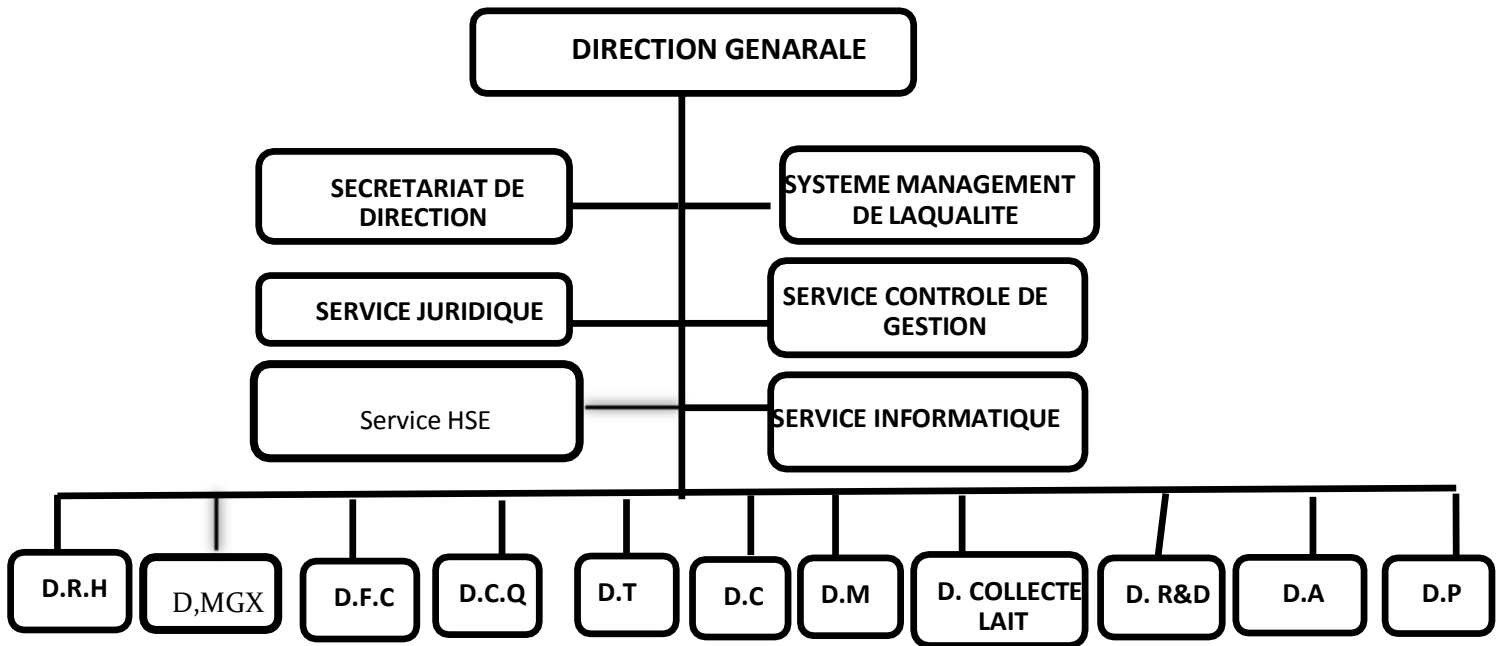 DIRECTION GENARALE
SECRETARIAT DE
DIRECTION
SYSTEME MANAGEMENT
DE LAQUALITE
SERVICE JURIDIQUE
SERVICE CONTROLE DE
GESTION
Service HSE
SERVICE INFORMATIQUE
D.R.H
D,MGX
D.F.C
D.C.Q
D.T
D.C
D.M
D. COLLECTE
LAIT
D. R&D
D.A
D.P